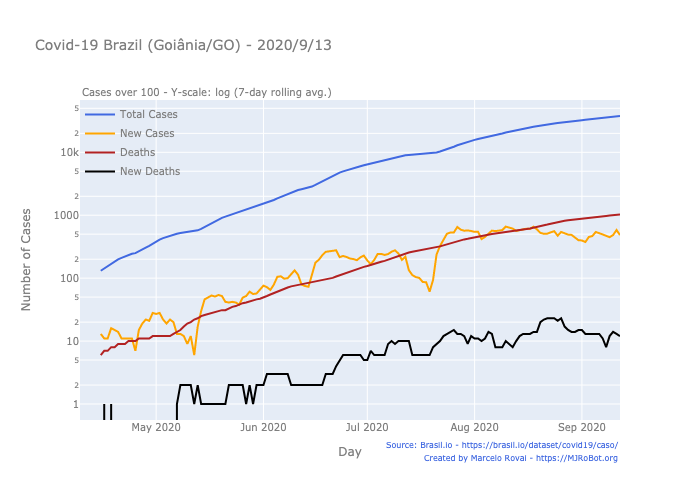 Covid-19 Brazil (Goiânia/GO) - 2020/9/13
Cases over 100 - Y-scale: log (7-day rolling avg.)
Total Cases
New Cases
Deaths
New Deaths
5
2
10k
5
2
1000
5
2
100
5
2
10
5
2
1
Number of Cases
May 2020
Jun 2020
Jul 2020
Aug 2020
Sep 2020
Day
Source: Brasil.io - https://brasil.io/dataset/covid19/caso/
Created by Marcelo Rovai - https://MJRoBot.org